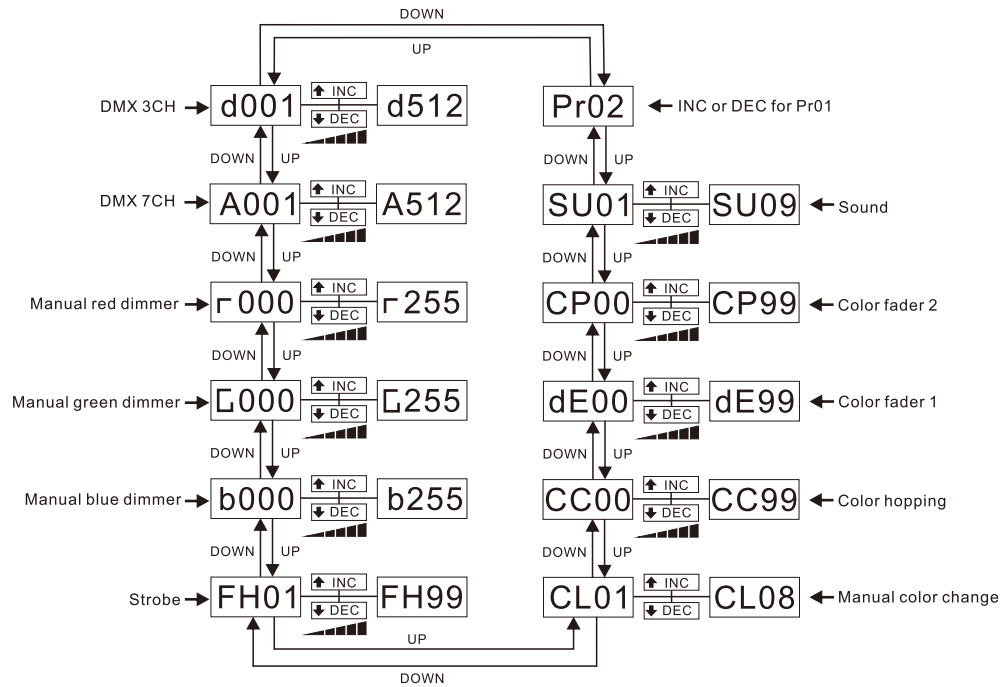 DOWN
UP
DMX 3CH d001 INC DEC d512 Pr02 INC or DEC for Pr01
DOWN UP DOWN UP
DMX 7CH A001 INC DEC A512 SU01 INC DEC SU09 Sound
DOWN UP DOWN UP
Manual red dimmer r000 INC DEC r255 CP00 INC DEC CP99 Color fader 2
DOWN UP DOWN UP
Manual green dimmer G000 INC DEC G255 dE00 INC DEC dE99 Color fader 1
DOWN UP DOWN UP
Manual blue dimmer b000 INC DEC b255 CC00 INC DEC CC99 Color hopping
DOWN UP DOWN UP
Strobe FH01 INC DEC FH99 CL01 INC DEC CL08 Manual color change
UP
DOWN